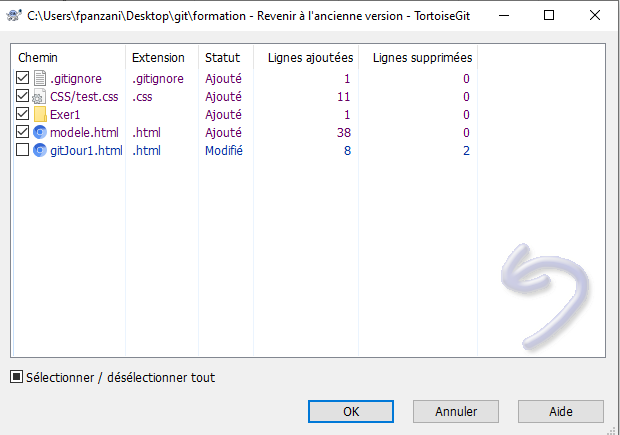 C:\Users\fpanzani\Desktop\git\formation - Revenir à l'ancienne version - TortoiseGit
Chemin Extension Statut Lignes ajoutées Lignes supprimées
.gitignore .gitignore Ajouté 1 0
CSS/test.css .css Ajouté 11 0
Exer1 Ajouté 1 0
modele.html .html Ajouté 38 0
gitJour1.html .html Modifié 8 2
Sélectionner / désélectionner tout
OK Annuler Aide